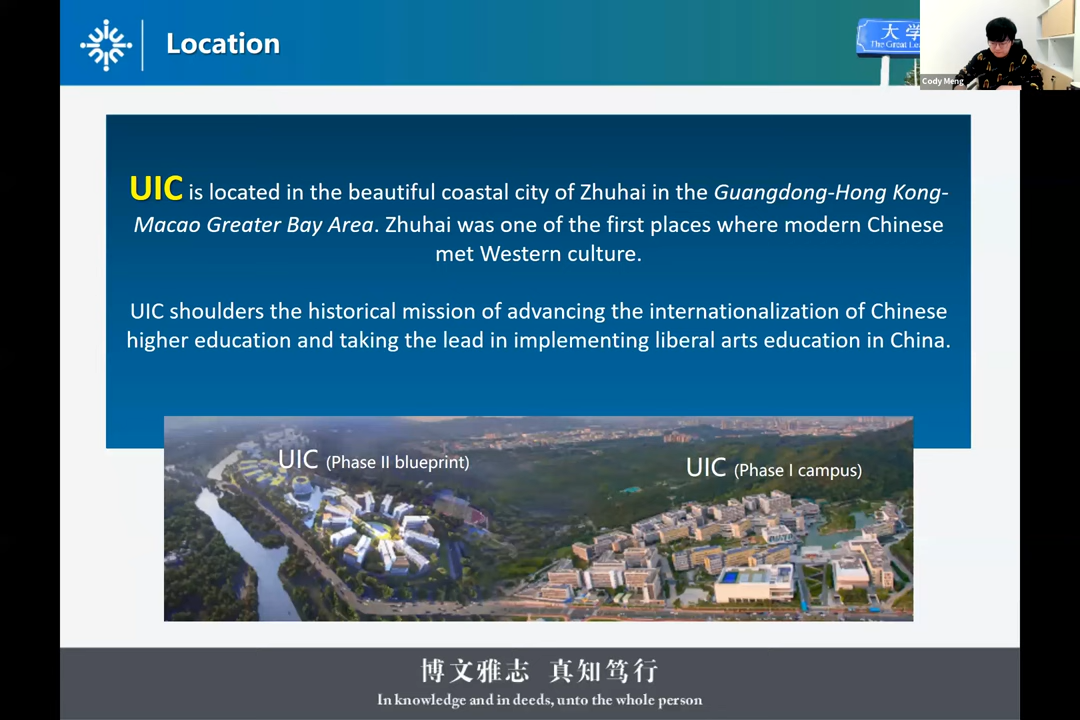 Location
大学
The Great Le
Cody Meng
UIC is located in the beautiful coastal city of Zhuhai in the Guangdong-Hong Kong-
Macao Greater Bay Area. Zhuhai was one of the first places where modern Chinese
met Western culture.
UIC shoulders the historical mission of advancing the internationalization of Chinese
higher education and taking the lead in implementing liberal arts education in China.
UIC (Phase II blueprint)
UIC (Phase I campus)
博文雅志 真知笃行
In knowledge and in deeds, unto the whole person